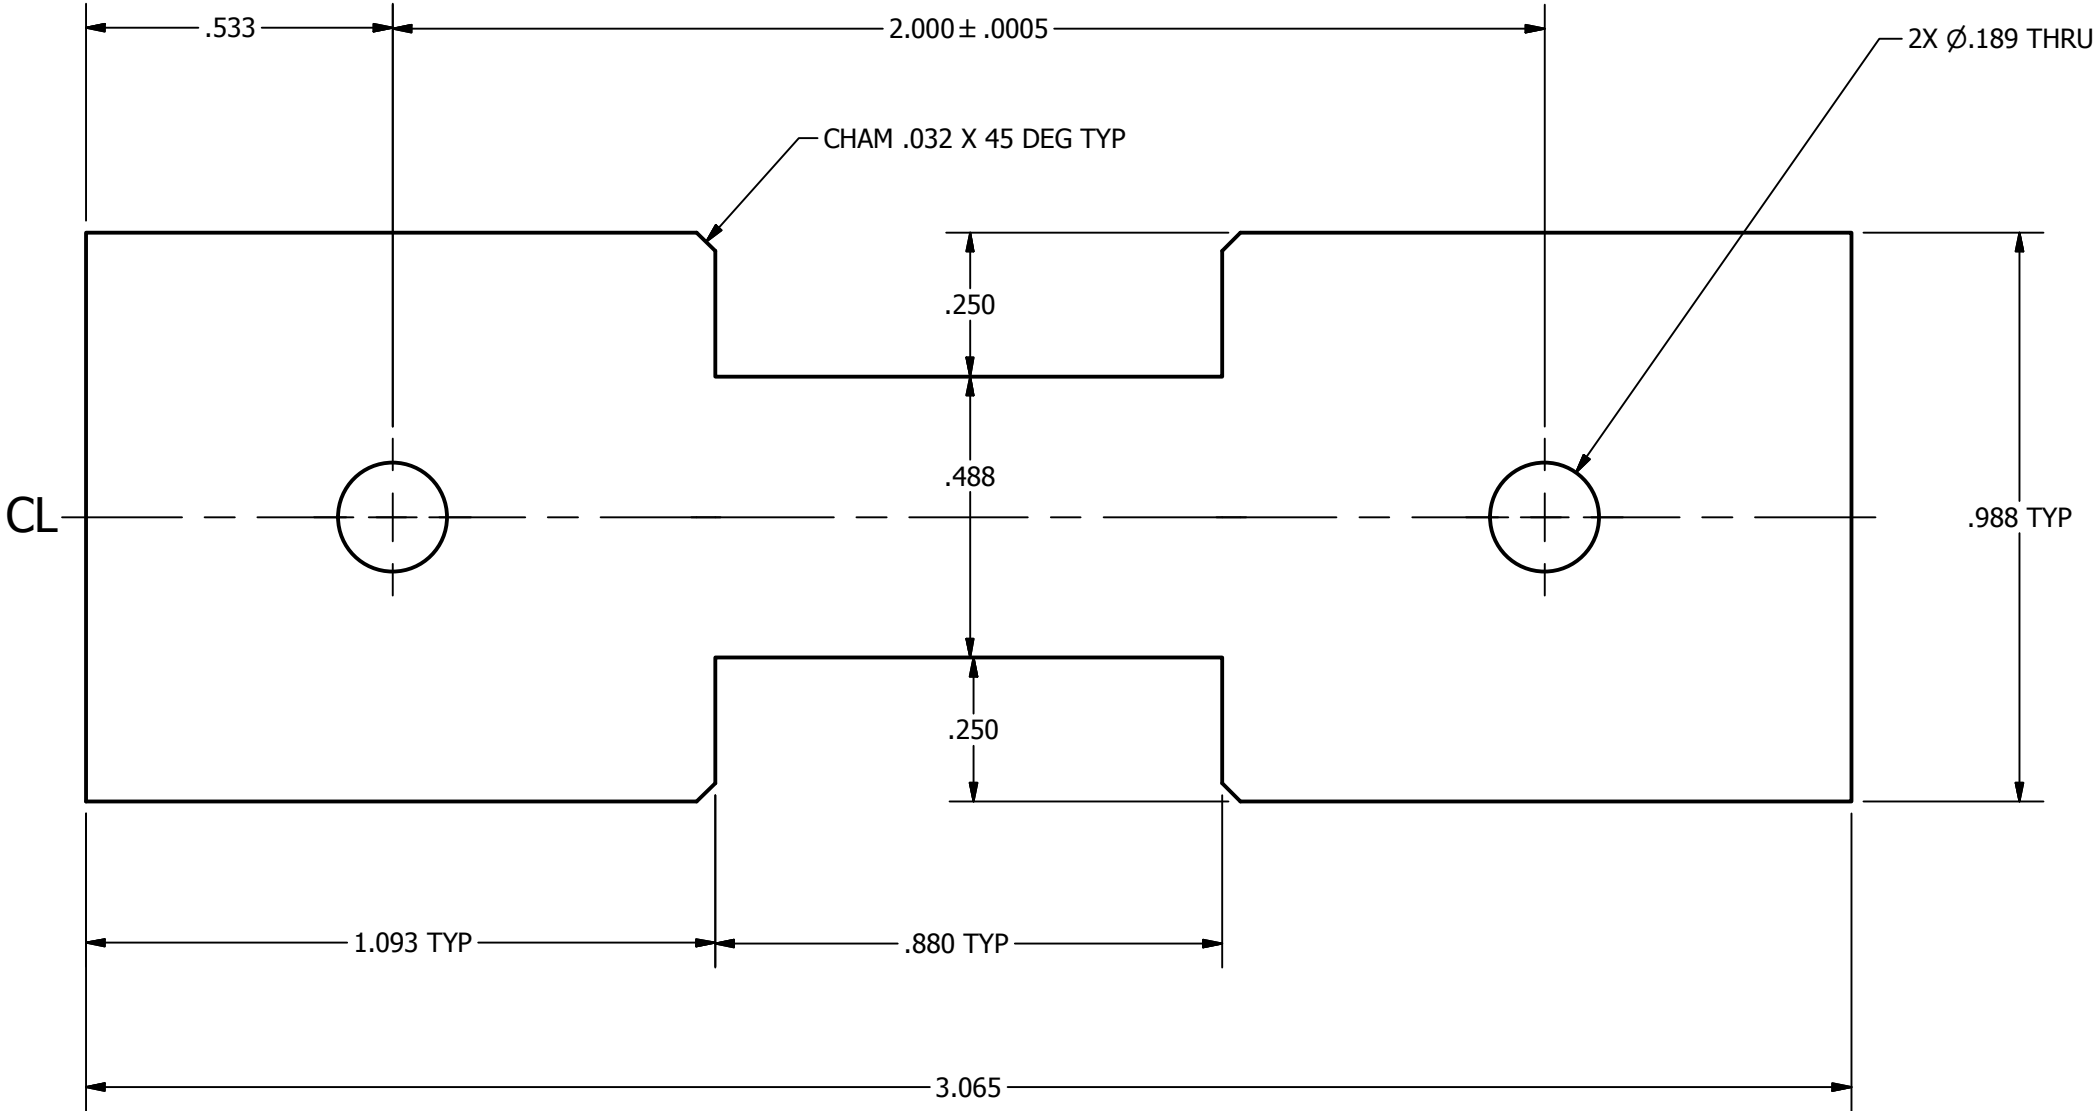 .533
2.000± .0005
2X Ø.189 THRU
CHAM .032 X 45 DEG TYP
.250
.488
CL
.988 TYP
.250
1.093 TYP
.880 TYP
3.065